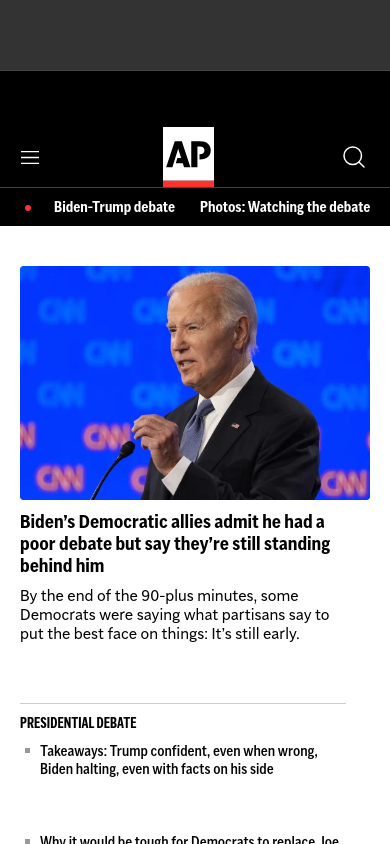 AP
Biden-Trump debate Photos: Watching the debate
CNN CNN CNN
CNN CNN
CNN CNN
CNN CNN
CNN CNN
Biden’s Democratic allies admit he had a
poor debate but say they’re still standing
behind him
By the end of the 90-plus minutes, some
Democrats were saying what partisans say to
put the best face on things: It’s still early.
PRESIDENTIAL DEBATE
Takeaways: Trump confident, even when wrong,
Biden halting, even with facts on his side
Why it would be tough for Democrats to replace Joe